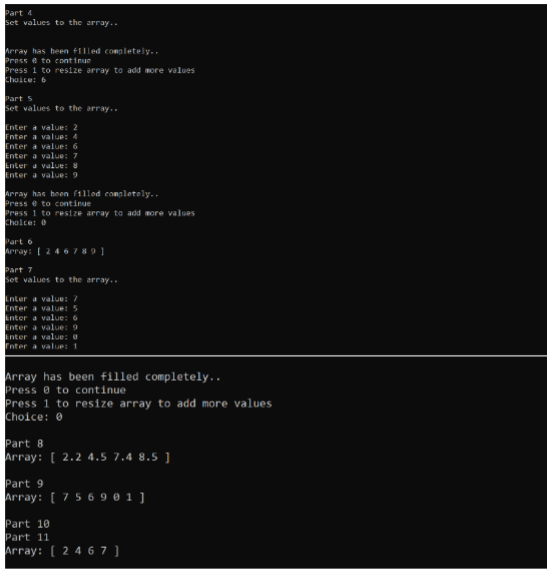 Part 4
Set values to the array..
Array has been filled completely..
Press 0 to continue
Press 1 to resize array to add more values
Choice: 6
Part 5
Set values to the array..
Enter a value: 2
Enter a value: 4
Enter a value: 6
Enter a value: 7
Enter a value: 8
Enter a value: 9
Array has been filled completely..
Press 0 to continue
Press 1 to resize array to add more values
Choice: 0
Part 6
Array: [ 2 4 6 7 8 9 ]
Part 7
Set values to the array..
Enter a value: 7
Enter a value: 5
Enter a value: 6
Enter a value: 9
Enter a value: 0
Enter a value: 1
Array has been filled completely..
Press 0 to continue
Press 1 to resize array to add more values
Choice: 0
Part 8
Array: [ 2.2 4.5 7.4 8.5 ]
Part 9
Array: [ 7 5 6 9 0 1 ]
Part 10
Part 11
Array: [ 2 4 6 7 ]